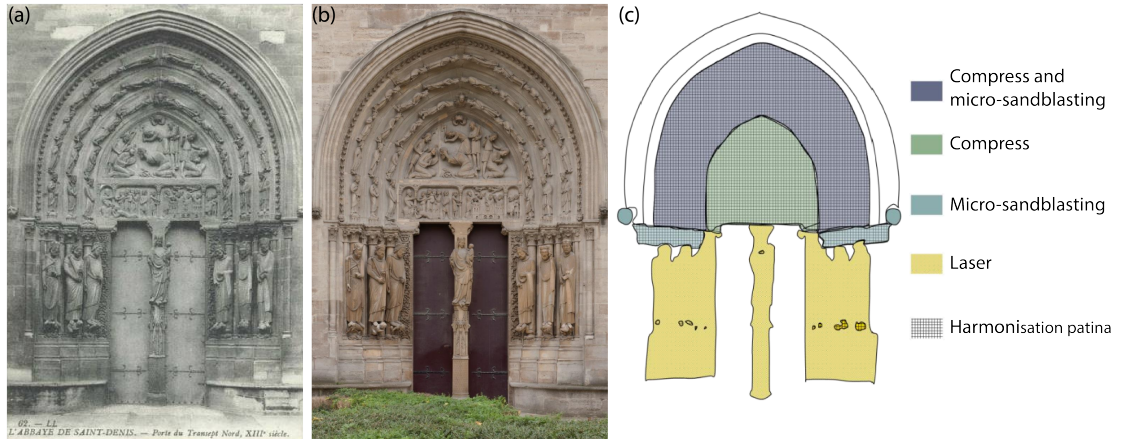 (a)
(b)
(c)
Compress and
micro-sandblasting
Compress
Micro-sandblasting
Laser
Harmonisation patina
62. — LL
L'ABBAYE DE SAINT-DENIS. — Porte du Transept Nord, XIIIᵉ siècle.